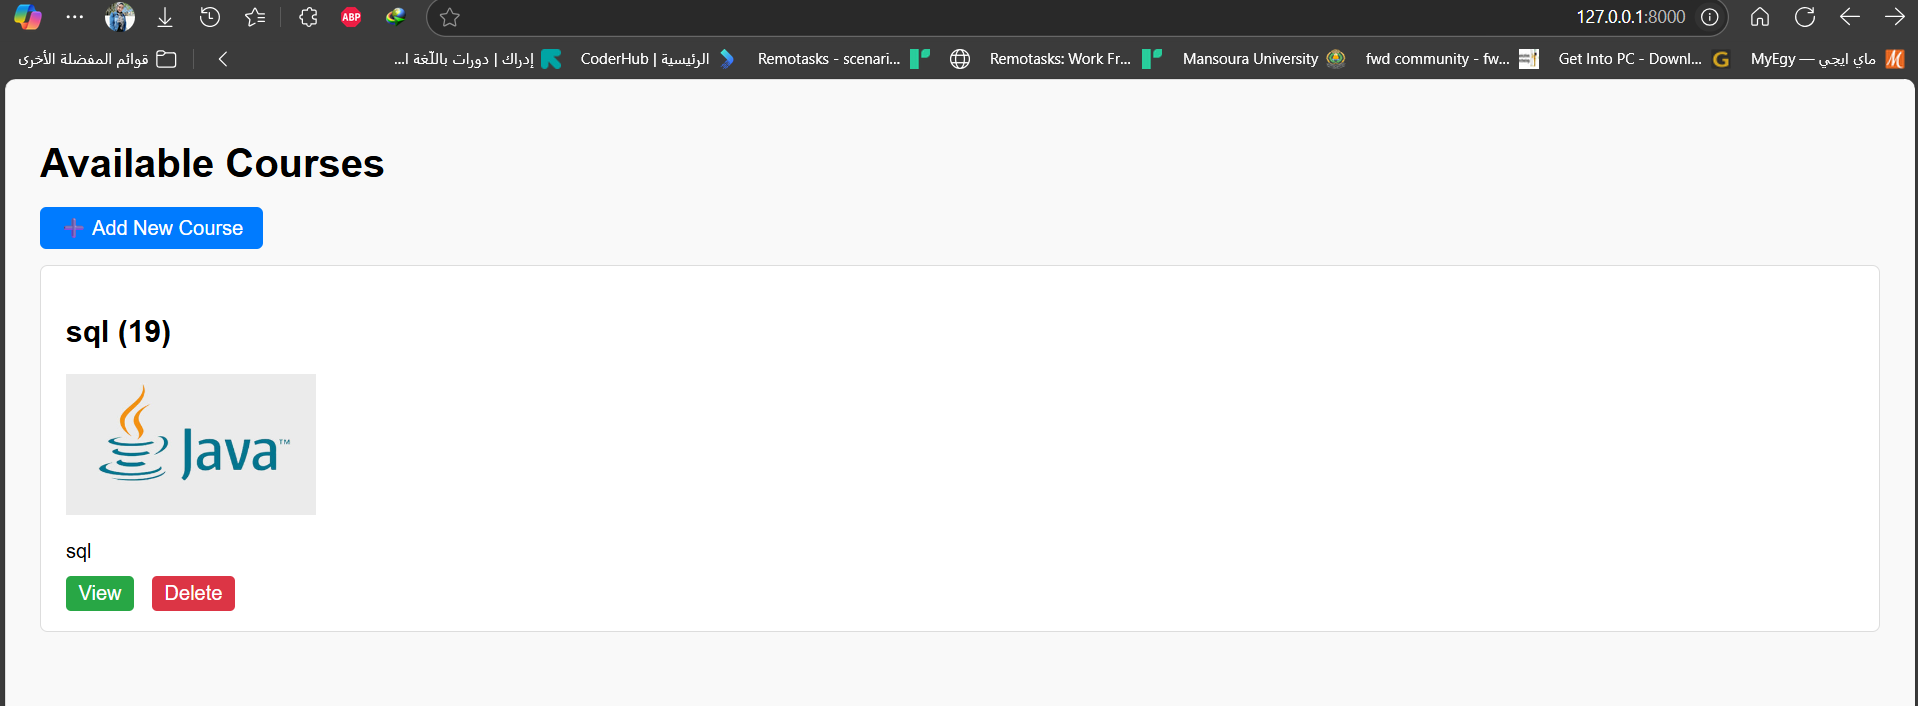 ABP
127.0.0.1:8000
قوائم المفضلة الأخرى
إدراك | دورات باللّغة ا...
CoderHub | الرئيسية
Remotasks - scenari...
Remotasks: Work Fr...
Mansoura University
fwd community - fw...
Get Into PC - Downl...
MyEgy — ماي ايجي
Available Courses
➕ Add New Course
sql (19)
Java™
sql
View
Delete